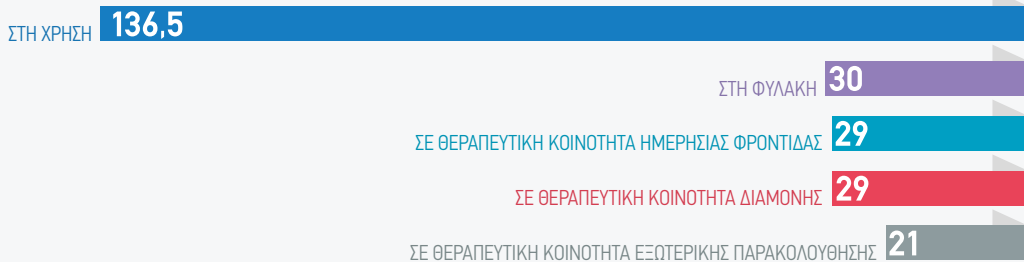 ΣΤΗ ΧΡΗΣΗ 136,5
ΣΤΗ ΦΥΛΑΚΗ 30
ΣΕ ΘΕΡΑΠΕΥΤΙΚΗ ΚΟΙΝΟΤΗΤΑ ΗΜΕΡΗΣΙΑΣ ΦΡΟΝΤΙΔΑΣ 29
ΣΕ ΘΕΡΑΠΕΥΤΙΚΗ ΚΟΙΝΟΤΗΤΑ ΔΙΑΜΟΝΗΣ 29
ΣΕ ΘΕΡΑΠΕΥΤΙΚΗ ΚΟΙΝΟΤΗΤΑ ΕΞΩΤΕΡΙΚΗΣ ΠΑΡΑΚΟΛΟΥΘΗΣΗΣ 21